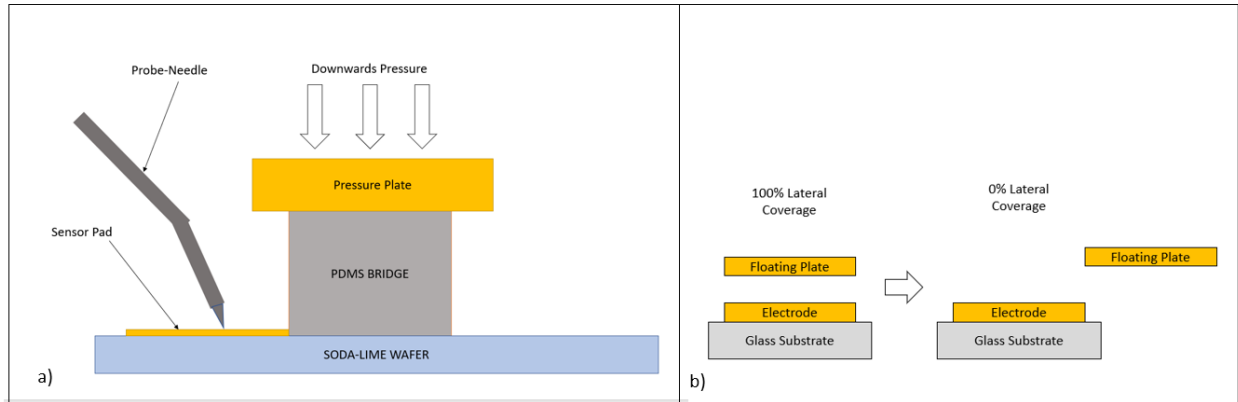 Probe-Needle
Downwards Pressure
Pressure Plate
Sensor Pad
PDMS BRIDGE
SODA-LIME WAFER
a)
100% Lateral
Coverage
0% Lateral
Coverage
Floating Plate
Floating Plate
Electrode
Electrode
Glass Substrate
Glass Substrate
b)